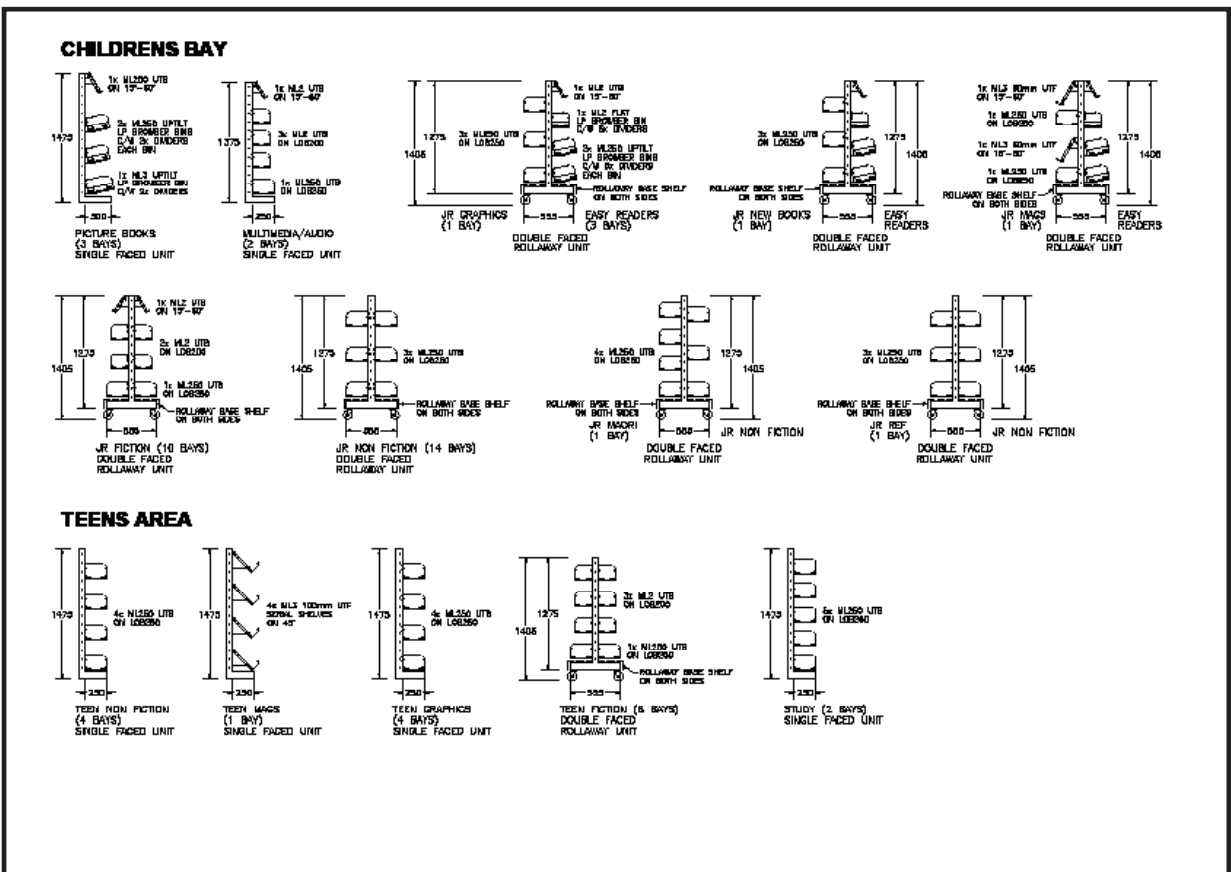 CHILDRENS BAY
1475
1x ML250 UTB
ON 15°-60°
2x ML250 UPTILT
LP BROWSER BINS
C/W 2x DIVIDERS
EACH BIN
1x NL3 UPTILT
LP BROWSER BIN
C/W 2x DIVIDERS
300
PICTURE BOOKS
(3 BAYS)
SINGLE FACED UNIT
1375
1x ML2 UTB
ON 15°-60°
3x ML2 UTB
ON LOB200
1x ML250 UTB
ON LOB250
250
MULTIMEDIA/AUDIO
(2 BAYS)
SINGLE FACED UNIT
1405
1275
3x ML250 UTB
ON LOB250
1x ML2 UTB
ON 15°-60°
1x ML2 FLAT
LP BROWSER BIN
DIVIDERS
2x ML250 UPTILT
LP BROWSER BINS
DIVIDERS
EACH BIN
ROLLAWAY BASE SHELF
ON BOTH SIDES
555
JR GRAPHICS
(1 BAY)
EASY READERS
(3 BAYS)
DOUBLE FACED
ROLLAWAY UNIT
3x ML250 UTB
ON LOB250
1275
1405
ROLLAWAY BASE SHELF
ON BOTH SIDES
555
JR NEW BOOKS
(1 BAY)
EASY
READERS
DOUBLE FACED
ROLLAWAY UNIT
1x NL3 60mm UTF
ON 15°-60°
1x ML250 UTB
ON LOB250
1x NL3 60mm UTF
ON 15°-60°
1x ML250 UTB
ON LOB250
1275
1405
ROLLAWAY BASE SHELF
ON BOTH SIDES
555
JR MAGS
(1 BAY)
EASY
READERS
DOUBLE FACED
ROLLAWAY UNIT
1405
1275
1x ML2 UTB
ON 15°-60°
2x ML2 UTB
ON LOB200
1x ML250 UTB
ON LOB250
ROLLAWAY BASE SHELF
ON BOTH SIDES
555
JR FICTION (10 BAYS)
DOUBLE FACED
ROLLAWAY UNIT
1405
1275
3x ML250 UTB
ON LOB250
ROLLAWAY BASE SHELF
ON BOTH SIDES
555
JR NON FICTION (14 BAYS)
DOUBLE FACED
ROLLAWAY UNIT
4x ML250 UTB
ON LOB250
1275
1405
ROLLAWAY BASE SHELF
ON BOTH SIDES
555
JR MAORI
(1 BAY)
JR NON FICTION
DOUBLE FACED
ROLLAWAY UNIT
3x ML250 UTB
ON LOB250
1275
1405
ROLLAWAY BASE SHELF
ON BOTH SIDES
555
JR REF
(1 BAY)
JR NON FICTION
DOUBLE FACED
ROLLAWAY UNIT
TEENS AREA
1475
4x ML250 UTB
ON LOB250
250
TEEN NON FICTION
(4 BAYS)
SINGLE FACED UNIT
1475
4x ML3 100mm UTF
SERIAL SHELVES
ON 45°
250
TEEN MAGS
(1 BAY)
SINGLE FACED UNIT
1475
4x ML250 UTB
ON LOB250
250
TEEN GRAPHICS
(4 BAYS)
SINGLE FACED UNIT
1405
1275
3x ML2 UTB
ON LOB200
1x ML250 UTB
ON LOB250
ROLLAWAY BASE SHELF
ON BOTH SIDES
555
TEEN FICTION
DOUBLE FACED
ROLLAWAY UNIT
1475
5x ML250 UTB
ON LOB250
250
STUDY (2 BAYS)
SINGLE FACED UNIT